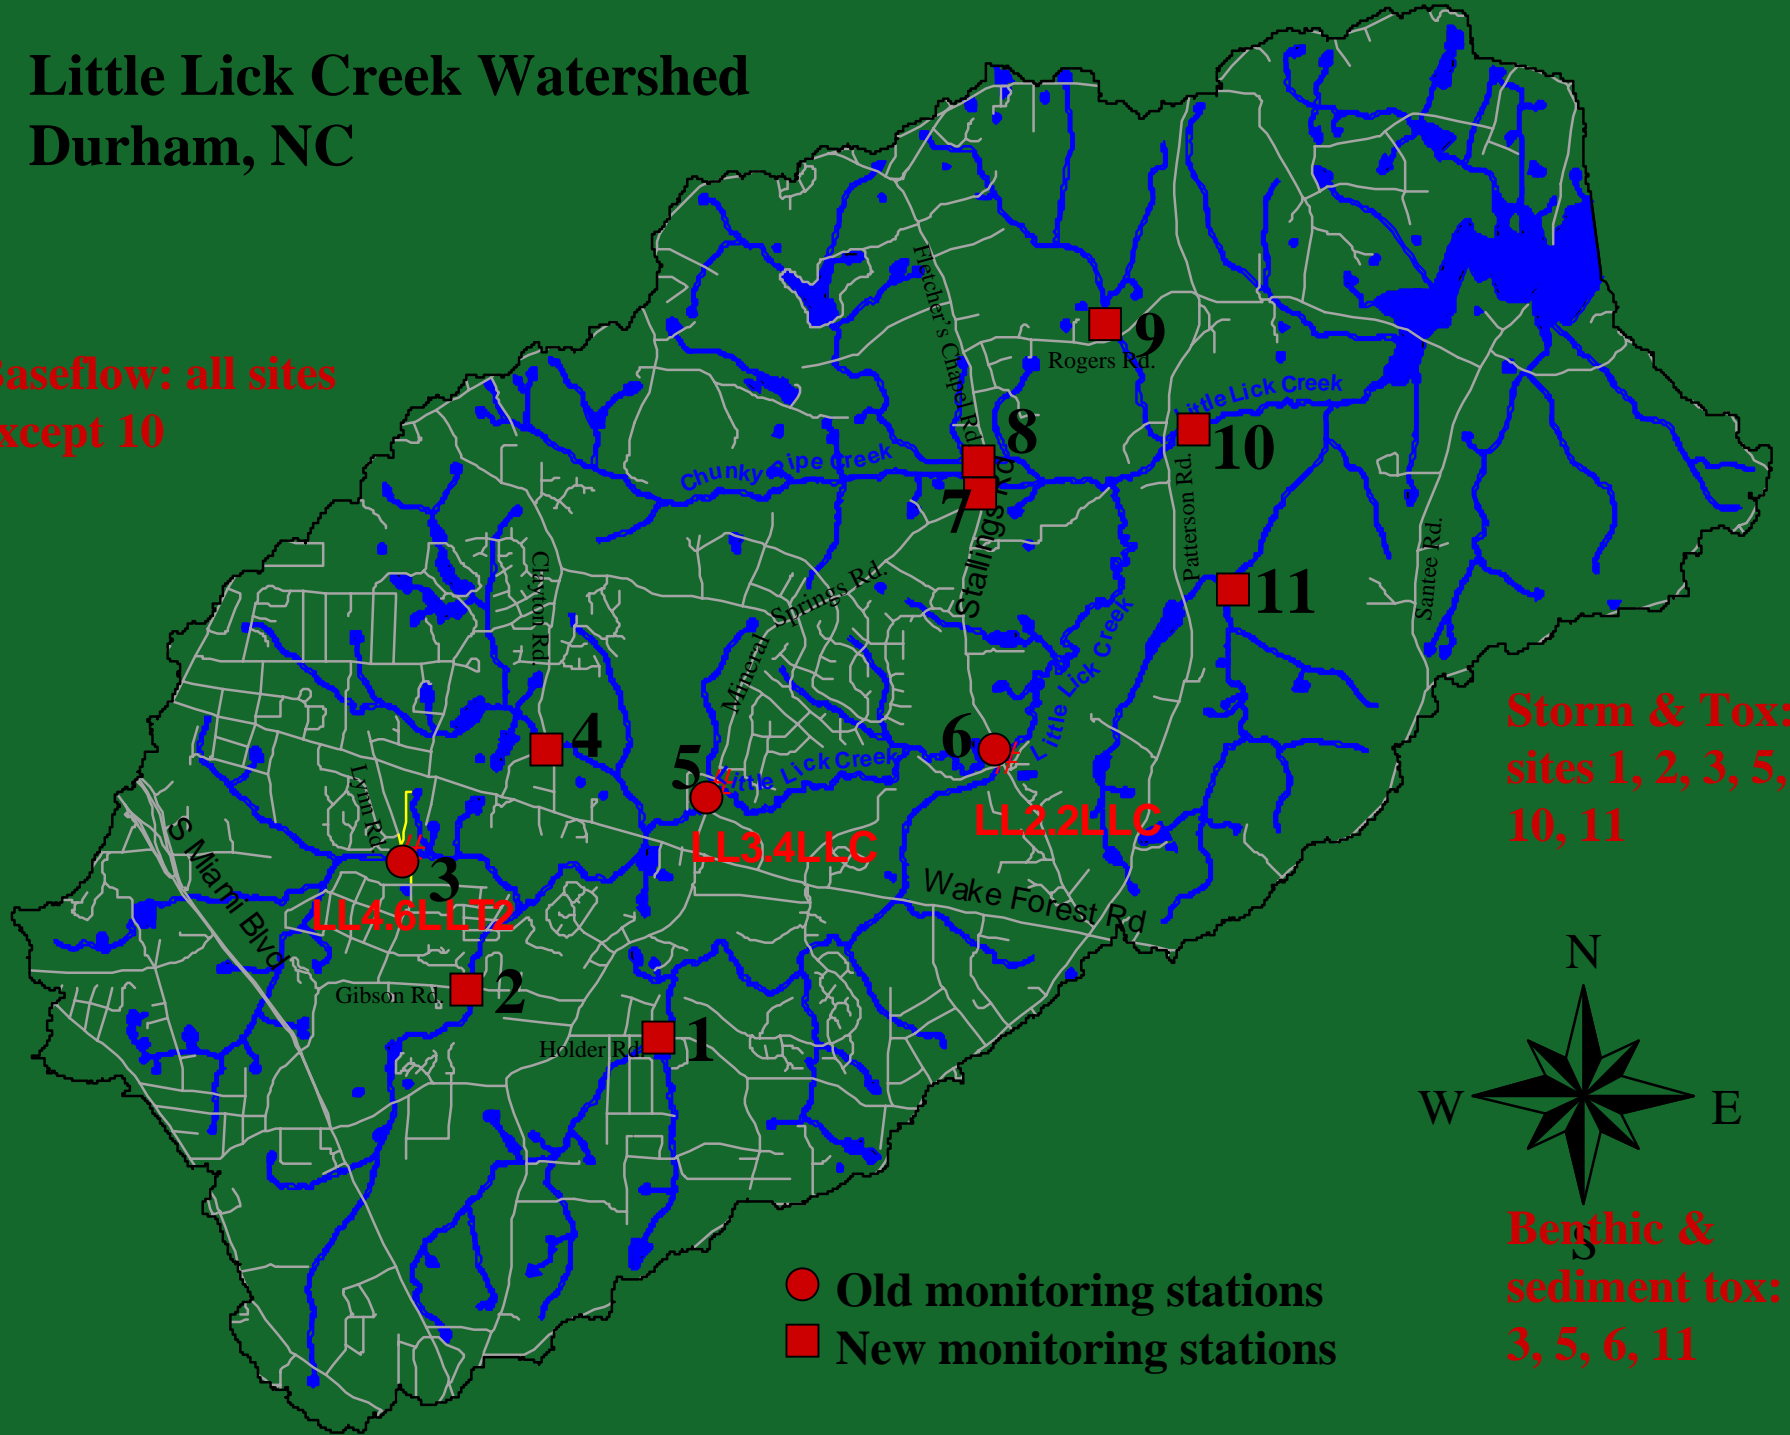 Little Lick Creek Watershed
Durham, NC
Baseflow: all sites
except 10
Fletcher's Chapel Rd.
9
Rogers Rd.
Little Lick Creek
8
10
Chunky Pipe Creek
7
Stallings Rd
Patterson Rd.
Santee Rd.
Clayton Rd.
Mineral Springs Rd.
11
Little Lick Creek
4
6
5
Little Lick Creek
Storm & Tox:
sites 1, 2, 3, 5,
10, 11
Lynn Rd.
LL2.2LLC
LL3.4LLC
S Miami Blvd
3
LL4.6LLT2
Wake Forest Rd
Gibson Rd.
2
Holder Rd.
1
N
W
E
S
Benthic &
sediment tox:
3, 5, 6, 11
Old monitoring stations
New monitoring stations